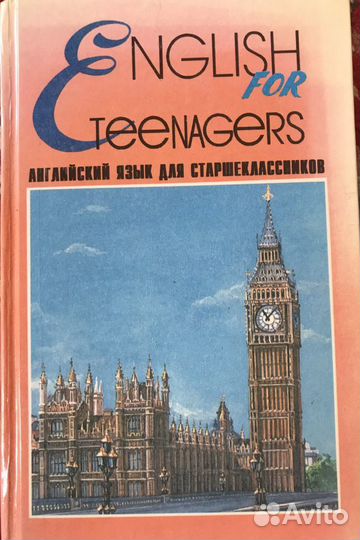 ENGLISH
FOR
TEENAGERS
АНГЛИЙСКИЙ ЯЗЫК ДЛЯ СТАРШЕКЛАССНИКОВ
Avito